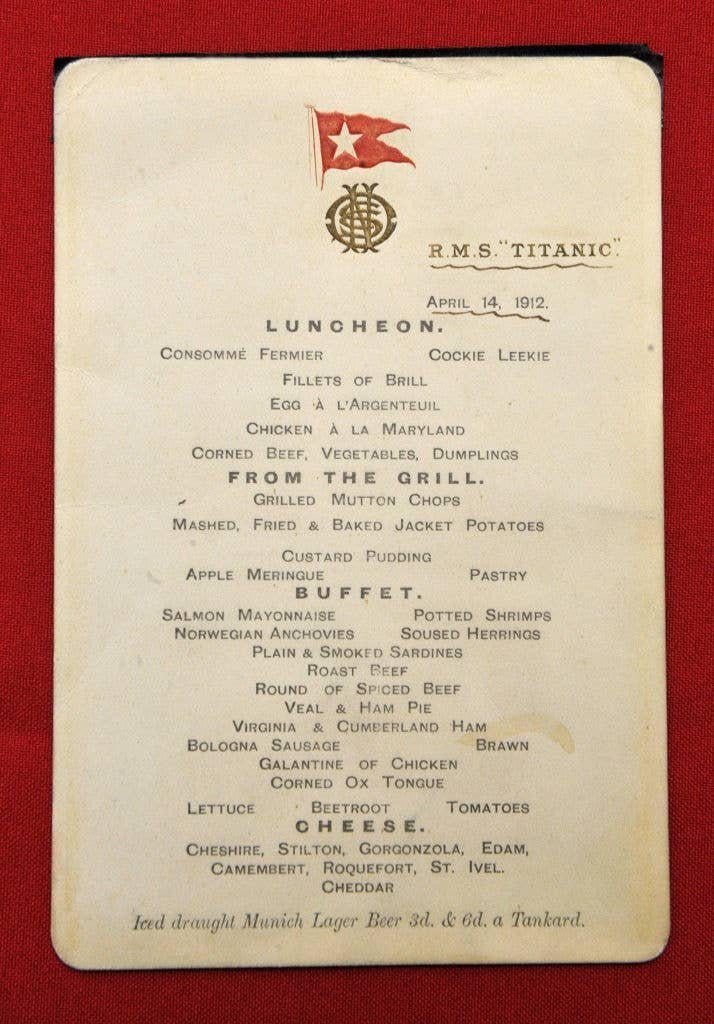 R.M.S. "TITANIC."
APRIL 14, 1912.
LUNCHEON.
CONSOMMÉ FERMIER COCKIE LEEKIE
FILLETS OF BRILL
EGG À L'ARGENTEUIL
CHICKEN À LA MARYLAND
CORNED BEEF, VEGETABLES, DUMPLINGS
FROM THE GRILL.
GRILLED MUTTON CHOPS
MASHED, FRIED & BAKED JACKET POTATOES
CUSTARD PUDDING
APPLE MERINGUE PASTRY
BUFFET.
SALMON MAYONNAISE POTTED SHRIMPS
NORWEGIAN ANCHOVIES SOUSED HERRINGS
PLAIN & SMOKED SARDINES
ROAST BEEF
ROUND OF SPICED BEEF
VEAL & HAM PIE
VIRGINIA & CUMBERLAND HAM
BOLOGNA SAUSAGE BRAWN
GALANTINE OF CHICKEN
CORNED OX TONGUE
LETTUCE BEETROOT TOMATOES
CHEESE.
CHESHIRE, STILTON, GORGONZOLA, EDAM,
CAMEMBERT, ROQUEFORT, ST. IVEL.
CHEDDAR
Iced draught Munich Lager Beer 3d. & 6d. a Tankard.